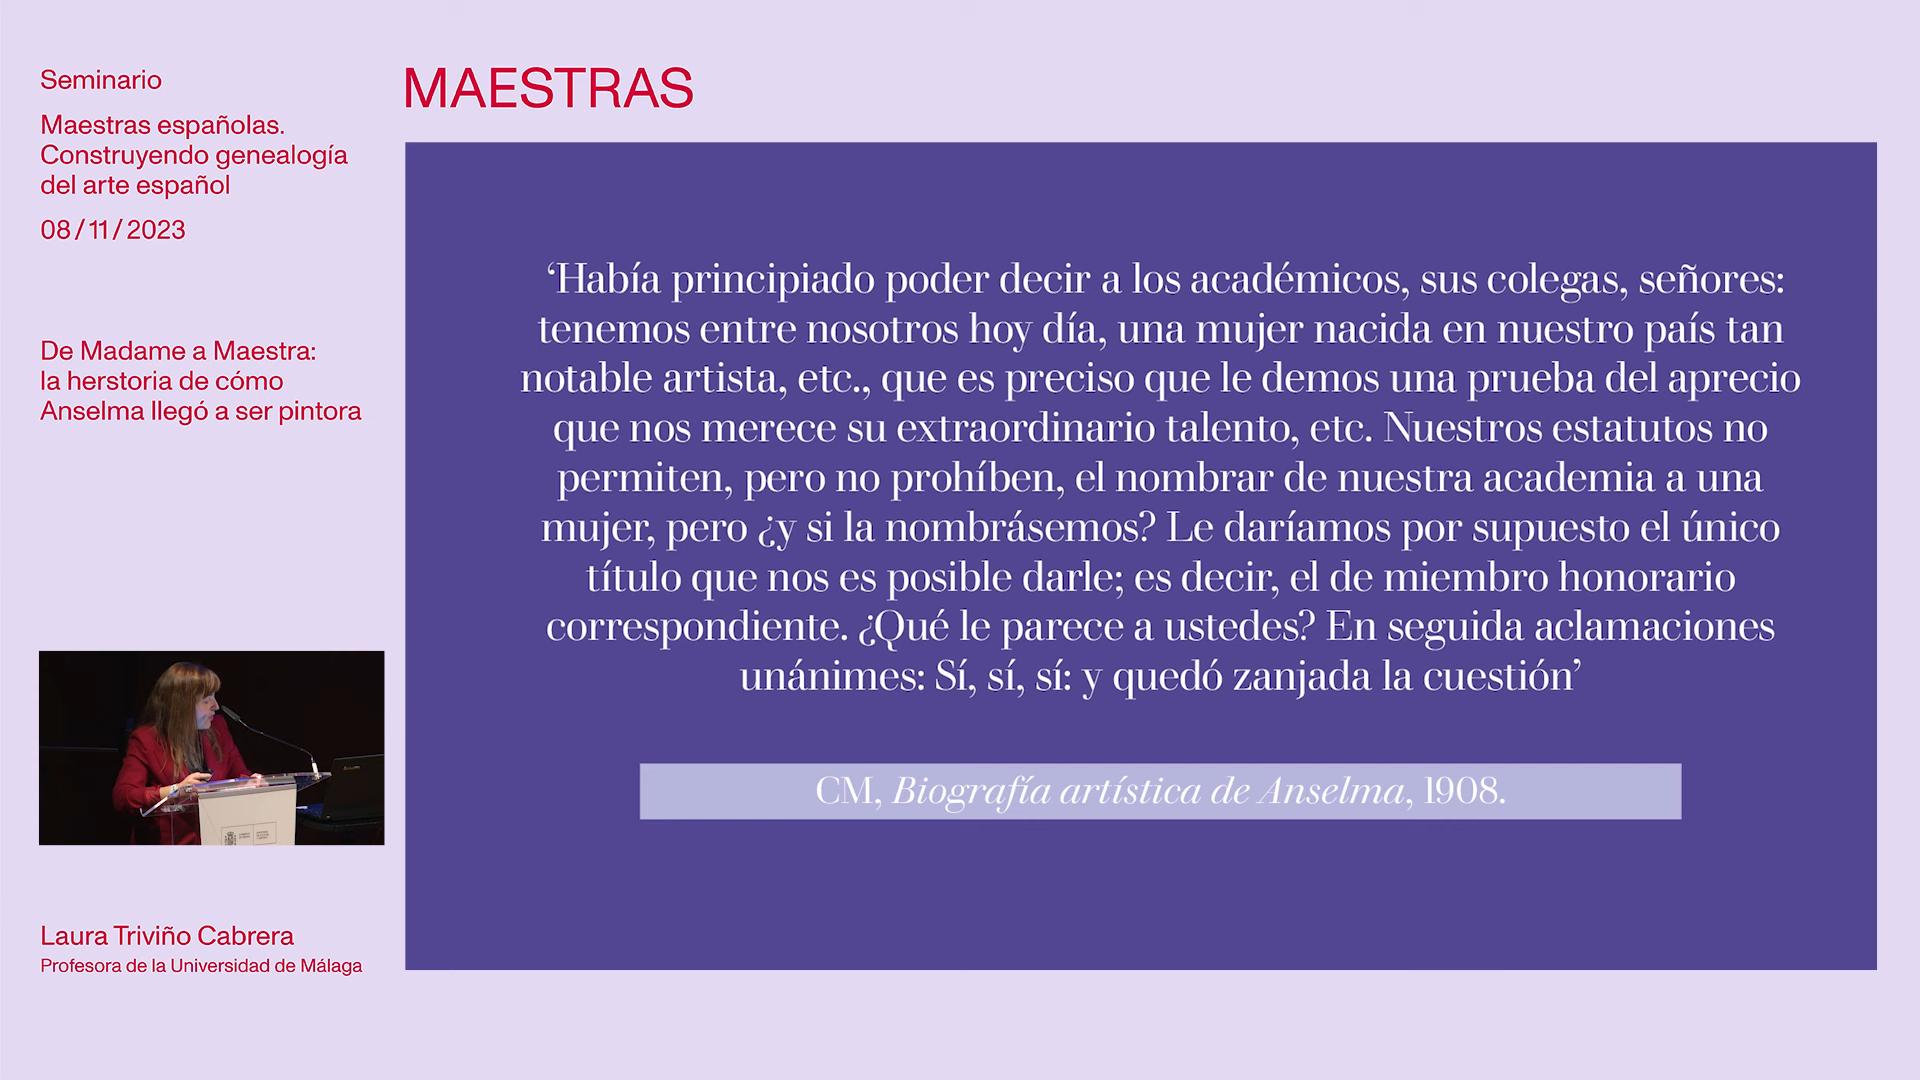 Seminario
Maestras españolas.
Construyendo genealogía
del arte español
08/11/2023
De Madame a Maestra:
la herstoria de cómo
Anselma llegó a ser pintora
Laura Triviño Cabrera
Profesora de la Universidad de Málaga
MAESTRAS
‘Había principiado poder decir a los académicos, sus colegas, señores:
tenemos entre nosotros hoy día, una mujer nacida en nuestro país tan
notable artista, etc., que es preciso que le demos una prueba del aprecio
que nos merece su extraordinario talento, etc. Nuestros estatutos no
permiten, pero no prohíben, el nombrar de nuestra academia a una
mujer, pero ¿y si la nombrásemos? Le daríamos por supuesto el único
título que nos es posible darle; es decir, el de miembro honorario
correspondiente. ¿Qué le parece a ustedes? En seguida aclamaciones
unánimes: Sí, sí, sí: y quedó zanjada la cuestión’
CM, Biografía artística de Anselma, 1908.